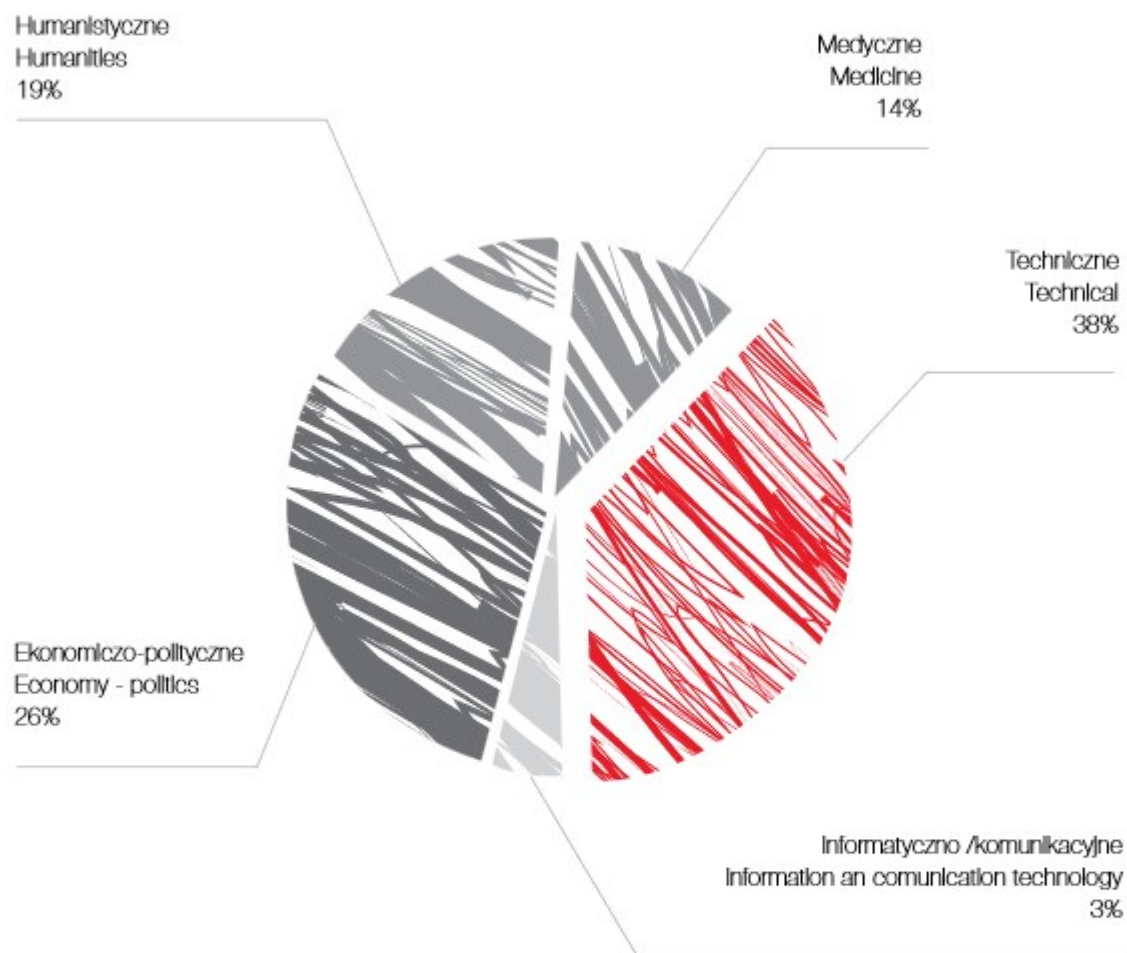 Humanistyczne
Humanities
19%
Medyczne
Medicine
14%
Techniczne
Technical
38%
Ekonomiczo-polityczne
Economy - politics
26%
Informatyczno /komunikacyjne
Information an comunication technology
3%